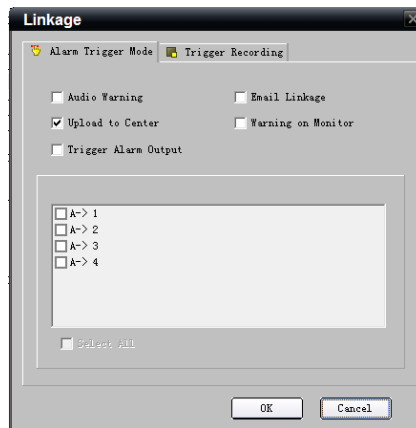 Linkage
Alarm Trigger Mode Trigger Recording
Audio Warning Email Linkage
Upload to Center Warning on Monitor
Trigger Alarm Output
A-> 1
A-> 2
A-> 3
A-> 4
Select All
OK Cancel